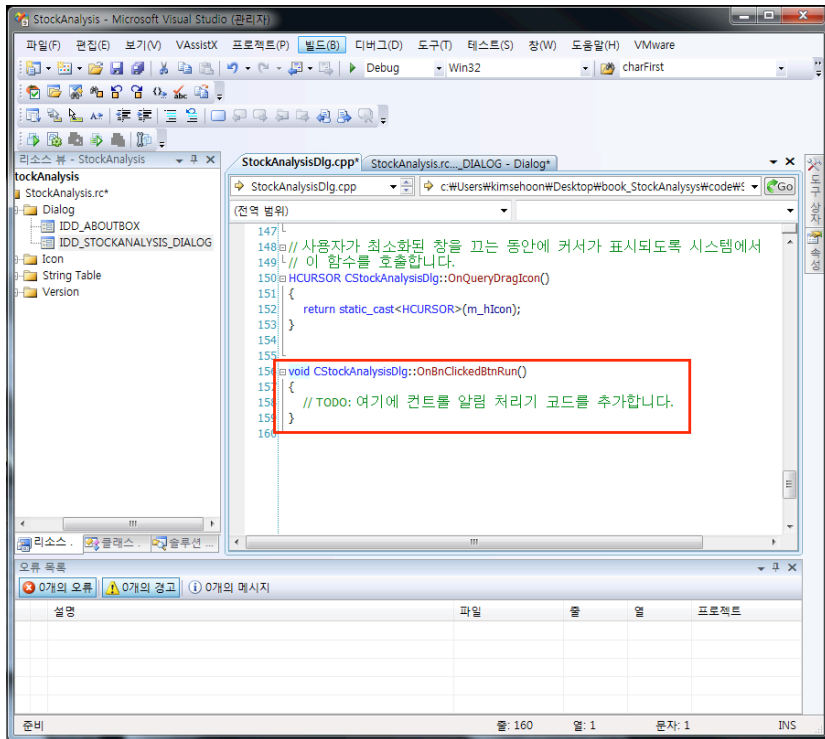 StockAnalysis - Microsoft Visual Studio (관리자)
파일(F) 편집(E) 보기(V) VAssistX 프로젝트(P) 빌드(B) 디버그(D) 도구(T) 테스트(S) 창(W) 도움말(H) VMware
Debug Win32 charFirst
리소스 뷰 - StockAnalysis
tockAnalysis
StockAnalysis.rc*
Dialog
IDD_ABOUTBOX
IDD_STOCKANALYSIS_DIALOG
Icon
String Table
Version
리소스 . 클래스 . 솔루션 ...
StockAnalysisDlg.cpp* StockAnalysis.rc..._DIALOG - Dialog*
StockAnalysisDlg.cpp c:₩Users₩kimsehoon₩Desktop₩book_StockAnalysys₩code₩S Go
(전역 범위)
147
148 // 사용자가 최소화된 창을 끄는 동안에 커서가 표시되도록 시스템에서
149 // 이 함수를 호출합니다.
150 HCURSOR CStockAnalysisDlg::OnQueryDragIcon()
151 {
152 return static_cast<HCURSOR>(m_hIcon);
153 }
154
155
156 void CStockAnalysisDlg::OnBnClickedBtnRun()
157 {
158 // TODO: 여기에 컨트롤 알림 처리기 코드를 추가합니다.
159 }
160
도구 상자
속성
오류 목록
0개의 오류 0개의 경고 0개의 메시지
설명 파일 줄 열 프로젝트
준비 줄: 160 열: 1 문자: 1 INS